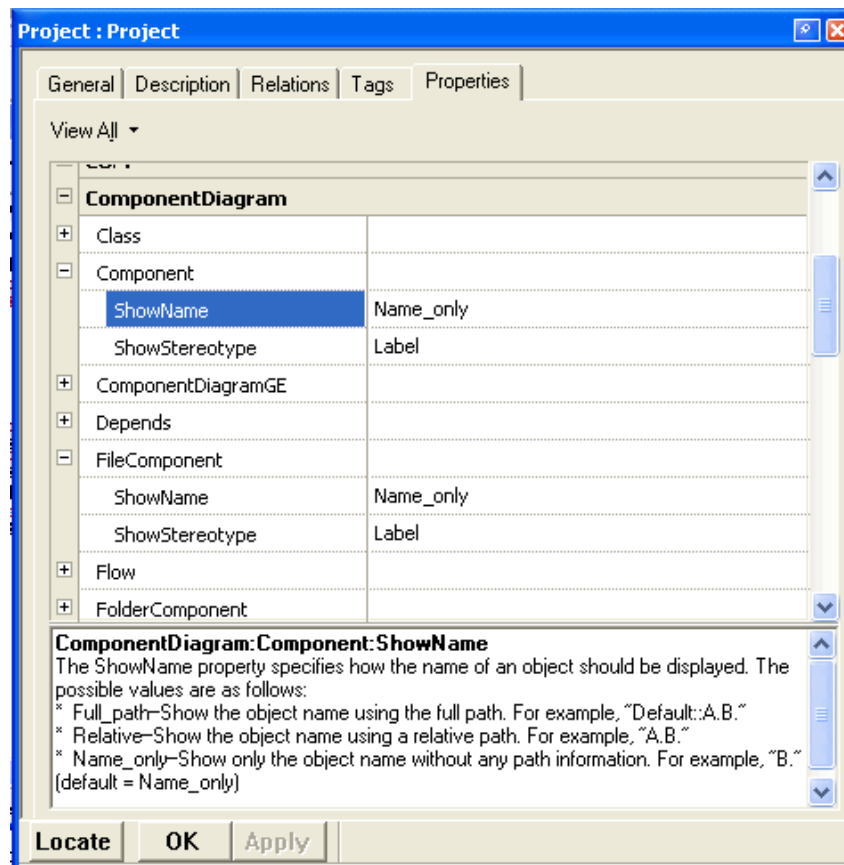 Project : Project
General Description Relations Tags Properties
View All
ComponentDiagram
Class
Component
ShowName Name_only
ShowStereotype Label
ComponentDiagramGE
Depends
FileComponent
ShowName Name_only
ShowStereotype Label
Flow
FolderComponent
ComponentDiagram:Component:ShowName
The ShowName property specifies how the name of an object should be displayed. The
possible values are as follows:
* Full_path–Show the object name using the full path. For example, "Default::A.B."
* Relative–Show the object name using a relative path. For example, "A.B."
* Name_only–Show only the object name without any path information. For example, "B."
(default = Name_only)
Locate OK Apply